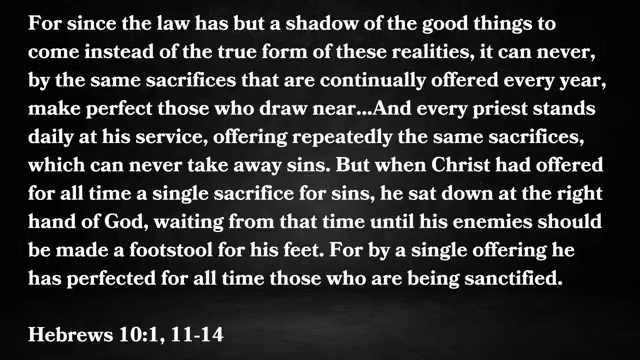 For since the law has but a shadow of the good things to
come instead of the true form of these realities, it can never,
by the same sacrifices that are continually offered every year,
make perfect those who draw near...And every priest stands
daily at his service, offering repeatedly the same sacrifices,
which can never take away sins. But when Christ had offered
for all time a single sacrifice for sins, he sat down at the right
hand of God, waiting from that time until his enemies should
be made a footstool for his feet. For by a single offering he
has perfected for all time those who are being sanctified.
Hebrews 10:1, 11-14